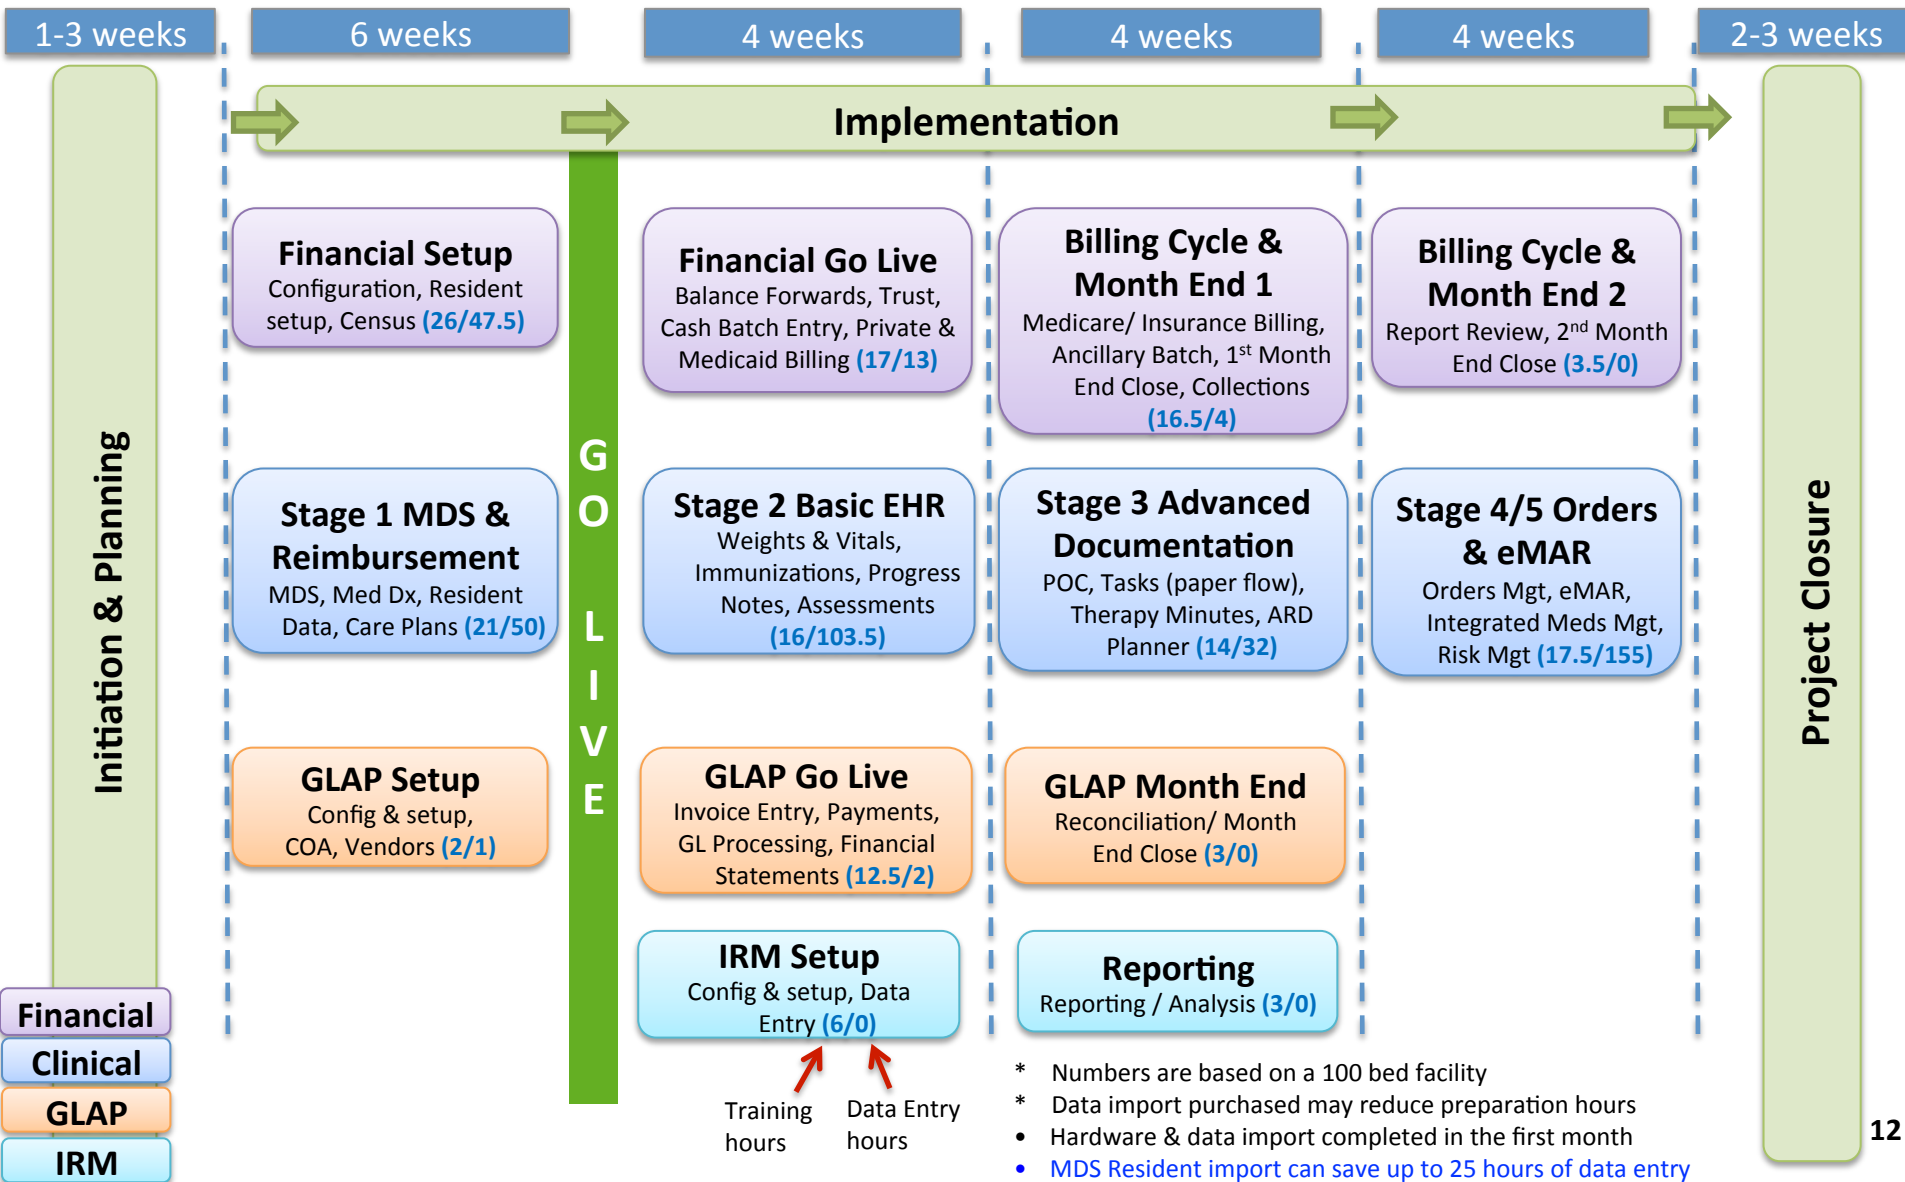 1-3 weeks
6 weeks
4 weeks
4 weeks
4 weeks
2-3 weeks
Implementation
Initiation & Planning
Financial Setup
Configuration, Resident
setup, Census (26/47.5)
Financial Go Live
Balance Forwards, Trust,
Cash Batch Entry, Private &
Medicaid Billing (17/13)
Billing Cycle &
Month End 1
Medicare/ Insurance Billing,
Ancillary Batch, 1st Month
End Close, Collections
(16.5/4)
Billing Cycle &
Month End 2
Report Review, 2nd Month
End Close (3.5/0)
GO LIVE
Stage 1 MDS &
Reimbursement
MDS, Med Dx, Resident
Data, Care Plans (21/50)
Stage 2 Basic EHR
Weights & Vitals,
Immunizations, Progress
Notes, Assessments
(16/103.5)
Stage 3 Advanced
Documentation
POC, Tasks (paper flow),
Therapy Minutes, ARD
Planner (14/32)
Stage 4/5 Orders
& eMAR
Orders Mgt, eMAR,
Integrated Meds Mgt,
Risk Mgt (17.5/155)
Project Closure
GLAP Setup
Config & setup,
COA, Vendors (2/1)
GLAP Go Live
Invoice Entry, Payments,
GL Processing, Financial
Statements (12.5/2)
GLAP Month End
Reconciliation/ Month
End Close (3/0)
IRM Setup
Config & setup, Data
Entry (6/0)
Reporting
Reporting / Analysis (3/0)
Financial
Clinical
GLAP
IRM
Training
hours
Data Entry
hours
* Numbers are based on a 100 bed facility
* Data import purchased may reduce preparation hours
• Hardware & data import completed in the first month
• MDS Resident import can save up to 25 hours of data entry
12